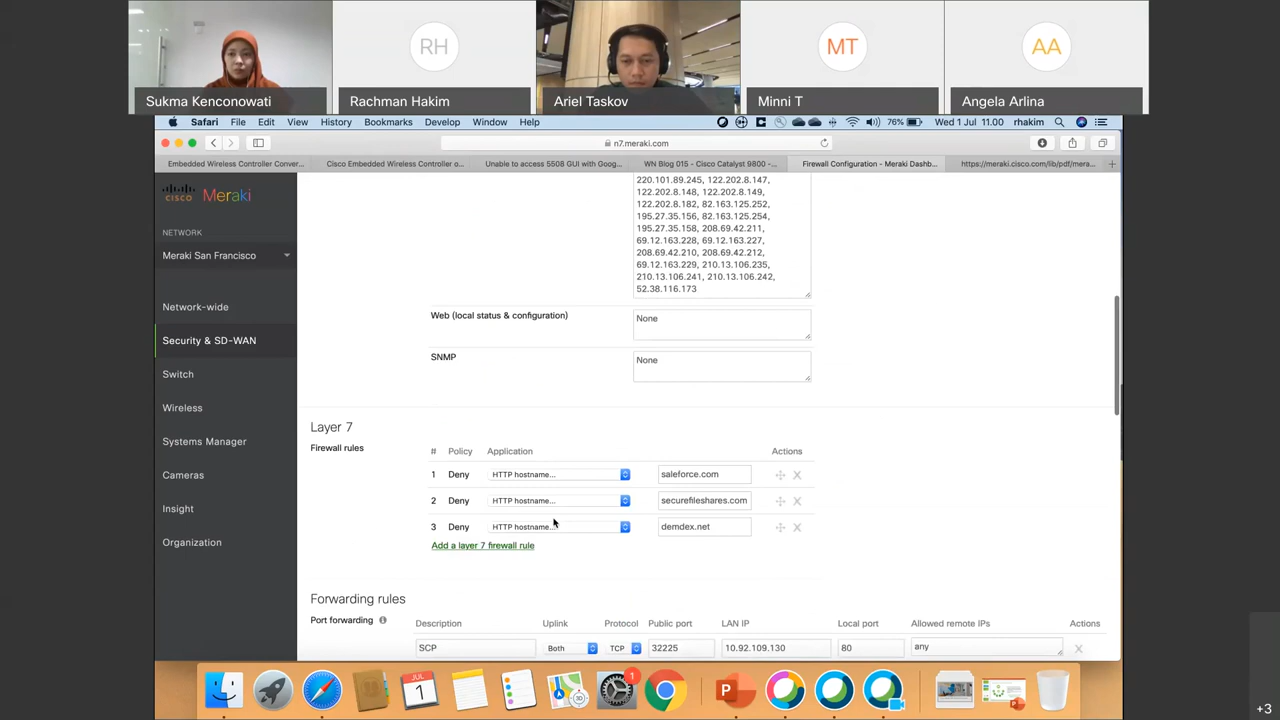 RH
MT
AA
Sukma Kenconowati
Rachman Hakim
Ariel Taskov
Minni T
Angela Arlina
Safari File Edit View History Bookmarks Develop Window Help
76% Wed 1 Jul 11.00 rhakim
n7.meraki.com
Embedded Wireless Controller Conver...
Cisco Embedded Wireless Controller o...
Unable to access 5508 GUI with Goog...
WN Blog 015 – Cisco Catalyst 9800 –...
Firewall Configuration - Meraki Dashb...
https://meraki.cisco.com/lib/pdf/mera...
cisco Meraki
NETWORK
Meraki San Francisco
Network-wide
Security & SD-WAN
Switch
Wireless
Systems Manager
Cameras
Insight
Organization
220.101.89.245, 122.202.8.147,
122.202.8.148, 122.202.8.149,
122.202.8.182, 82.163.125.252,
195.27.35.156, 82.163.125.254,
195.27.35.158, 208.69.42.211,
69.12.163.228, 69.12.163.227,
208.69.42.210, 208.69.42.212,
69.12.163.229, 210.13.106.235,
210.13.106.241, 210.13.106.242,
52.38.116.173
Web (local status & configuration) None
SNMP None
Layer 7
Firewall rules
# Policy Application Actions
1 Deny HTTP hostname... saleforce.com
2 Deny HTTP hostname... securefileshares.com
3 Deny HTTP hostname... demdex.net
Add a layer 7 firewall rule
Forwarding rules
Port forwarding
Description Uplink Protocol Public port LAN IP Local port Allowed remote IPs Actions
SCP Both TCP 32225 10.92.109.130 80 any
JUL
1
1
3D
+3